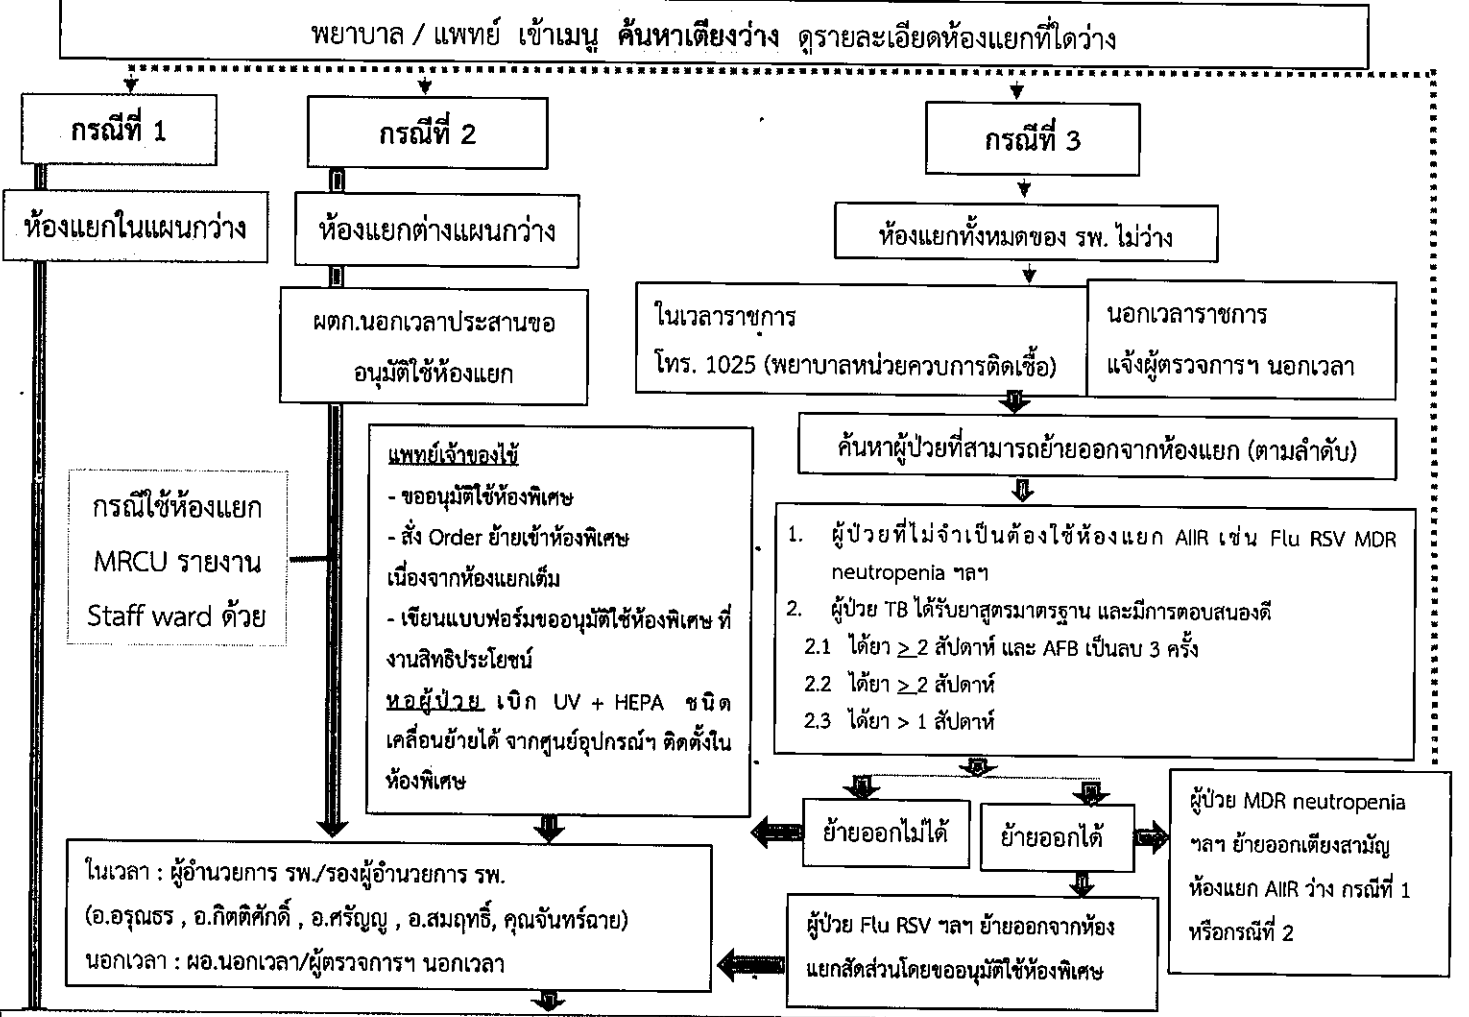 พยาบาล / แพทย์ เข้าเมนู ค้นหาเตียงว่าง ดูรายละเอียดห้องแยกที่ใดว่าง
กรณีที่ 1
ห้องแยกในแผนกว่าง
กรณีที่ 2
ห้องแยกต่างแผนกว่าง
ผตก.นอกเวลาประสานขอ
อนุมัติใช้ห้องแยก
กรณีใช้ห้องแยก
MRCU รายงาน
Staff ward ด้วย
แพทย์เจ้าของไข้
- ขออนุมัติใช้ห้องพิเศษ
- สั่ง Order ย้ายเข้าห้องพิเศษ
เนื่องจากห้องแยกเต็ม
- เขียนแบบฟอร์มขออนุมัติใช้ห้องพิเศษ ที่
งานสิทธิประโยชน์
หอผู้ป่วย เบิก UV + HEPA ชนิด
เคลื่อนย้ายได้ จากศูนย์อุปกรณ์ฯ ติดตั้งใน
ห้องพิเศษ
กรณีที่ 3
ห้องแยกทั้งหมดของ รพ. ไม่ว่าง
ในเวลาราชการ
โทร. 1025 (พยาบาลหน่วยควบการติดเชื้อ)
นอกเวลาราชการ
แจ้งผู้ตรวจการฯ นอกเวลา
ค้นหาผู้ป่วยที่สามารถย้ายออกจากห้องแยก (ตามลำดับ)
1. ผู้ป่วยที่ไม่จำเป็นต้องใช้ห้องแยก AIIR เช่น Flu RSV MDR
neutropenia ฯลฯ
2. ผู้ป่วย TB ได้รับยาสูตรมาตรฐาน และมีการตอบสนองดี
2.1 ได้ยา ≥ 2 สัปดาห์ และ AFB เป็นลบ 3 ครั้ง
2.2 ได้ยา ≥ 2 สัปดาห์
2.3 ได้ยา > 1 สัปดาห์
ย้ายออกไม่ได้
ย้ายออกได้
ผู้ป่วย MDR neutropenia
ฯลฯ ย้ายออกเตียงสามัญ
ห้องแยก AIIR ว่าง กรณีที่ 1
หรือกรณีที่ 2
ผู้ป่วย Flu RSV ฯลฯ ย้ายออกจากห้อง
แยกสัดส่วนโดยขออนุมัติใช้ห้องพิเศษ
ในเวลา : ผู้อำนวยการ รพ./รองผู้อำนวยการ รพ.
(อ.อรุณธร , อ.กิตติศักดิ์ , อ.ศรัญญ , อ.สมฤทธิ์, คุณจันทร์ฉาย)
นอกเวลา : ผอ.นอกเวลา/ผู้ตรวจการฯ นอกเวลา